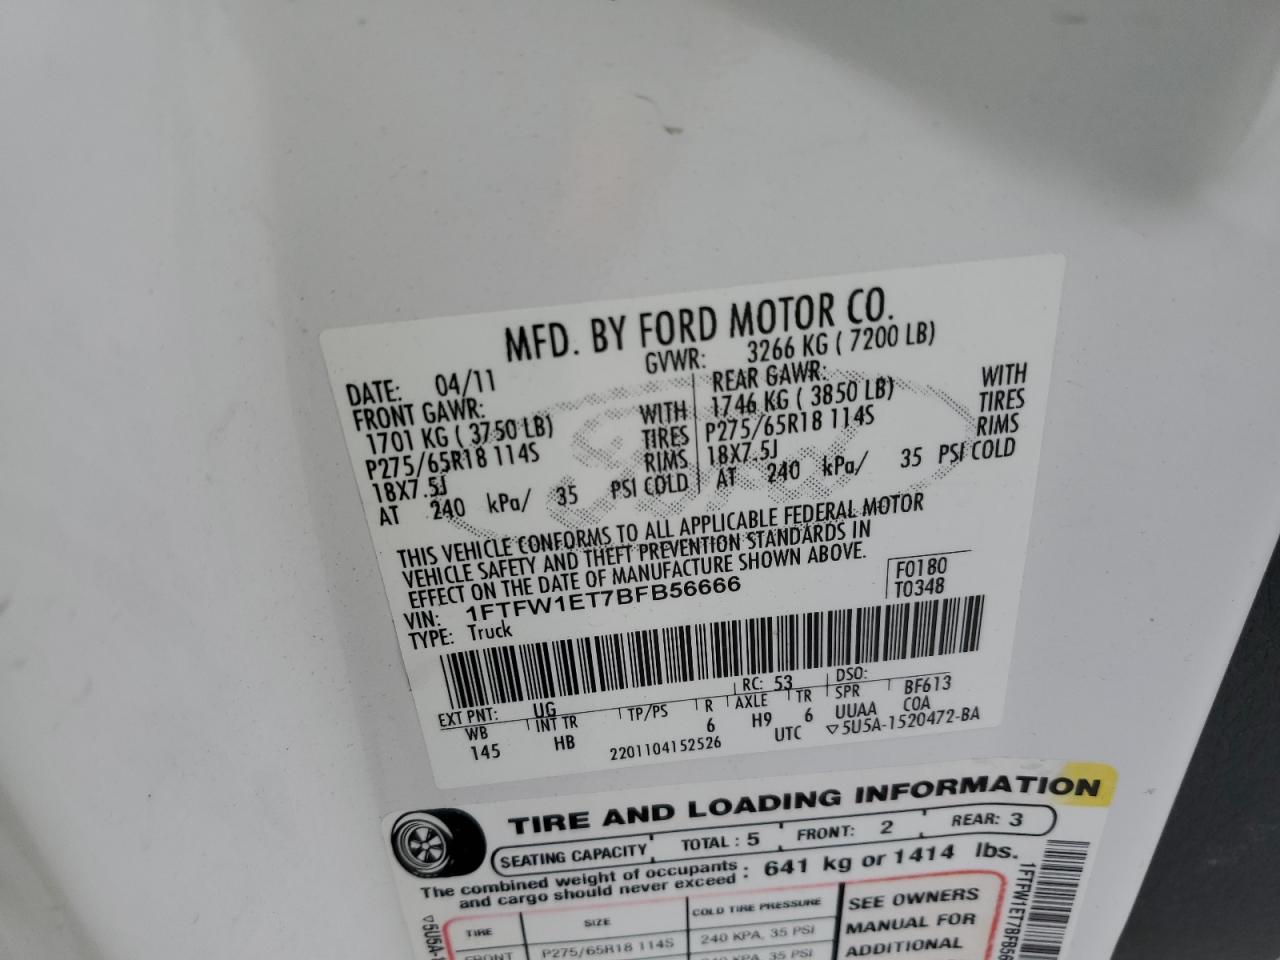 MFD. BY FORD MOTOR CO.
DATE: 04/11 GVWR: 3266 KG ( 7200 LB)
FRONT GAWR: REAR GAWR:
1701 KG ( 3750 LB) WITH 1746 KG ( 3850 LB) WITH
P275/65R18 114S TIRES P275/65R18 114S TIRES
18X7.5J RIMS 18X7.5J RIMS
AT 240 kPa/ 35 PSI COLD AT 240 kPa/ 35 PSI COLD
THIS VEHICLE CONFORMS TO ALL APPLICABLE FEDERAL MOTOR
VEHICLE SAFETY AND THEFT PREVENTION STANDARDS IN
EFFECT ON THE DATE OF MANUFACTURE SHOWN ABOVE.
VIN: 1FTFW1ET7BFB56666 F0180
TYPE: Truck T0348
EXT PNT: UG RC: 53 DSO:
WB INT TR TP/PS R AXLE TR SPR BF613
145 HB 6 H9 6 UUAA COA
2201104152526 UTC ▽5U5A-1520472-BA
TIRE AND LOADING INFORMATION
SEATING CAPACITY TOTAL : 5 FRONT: 2 REAR: 3
The combined weight of occupants : 641 kg or 1414 lbs.
and cargo should never exceed
TIRE SIZE COLD TIRE PRESSURE SEE OWNERS
FRONT P275/65R18 114S 240 KPA, 35 PSI MANUAL FOR
35 PSI ADDITIONAL
▽5U5A-
1FTFW1ET7BFB56